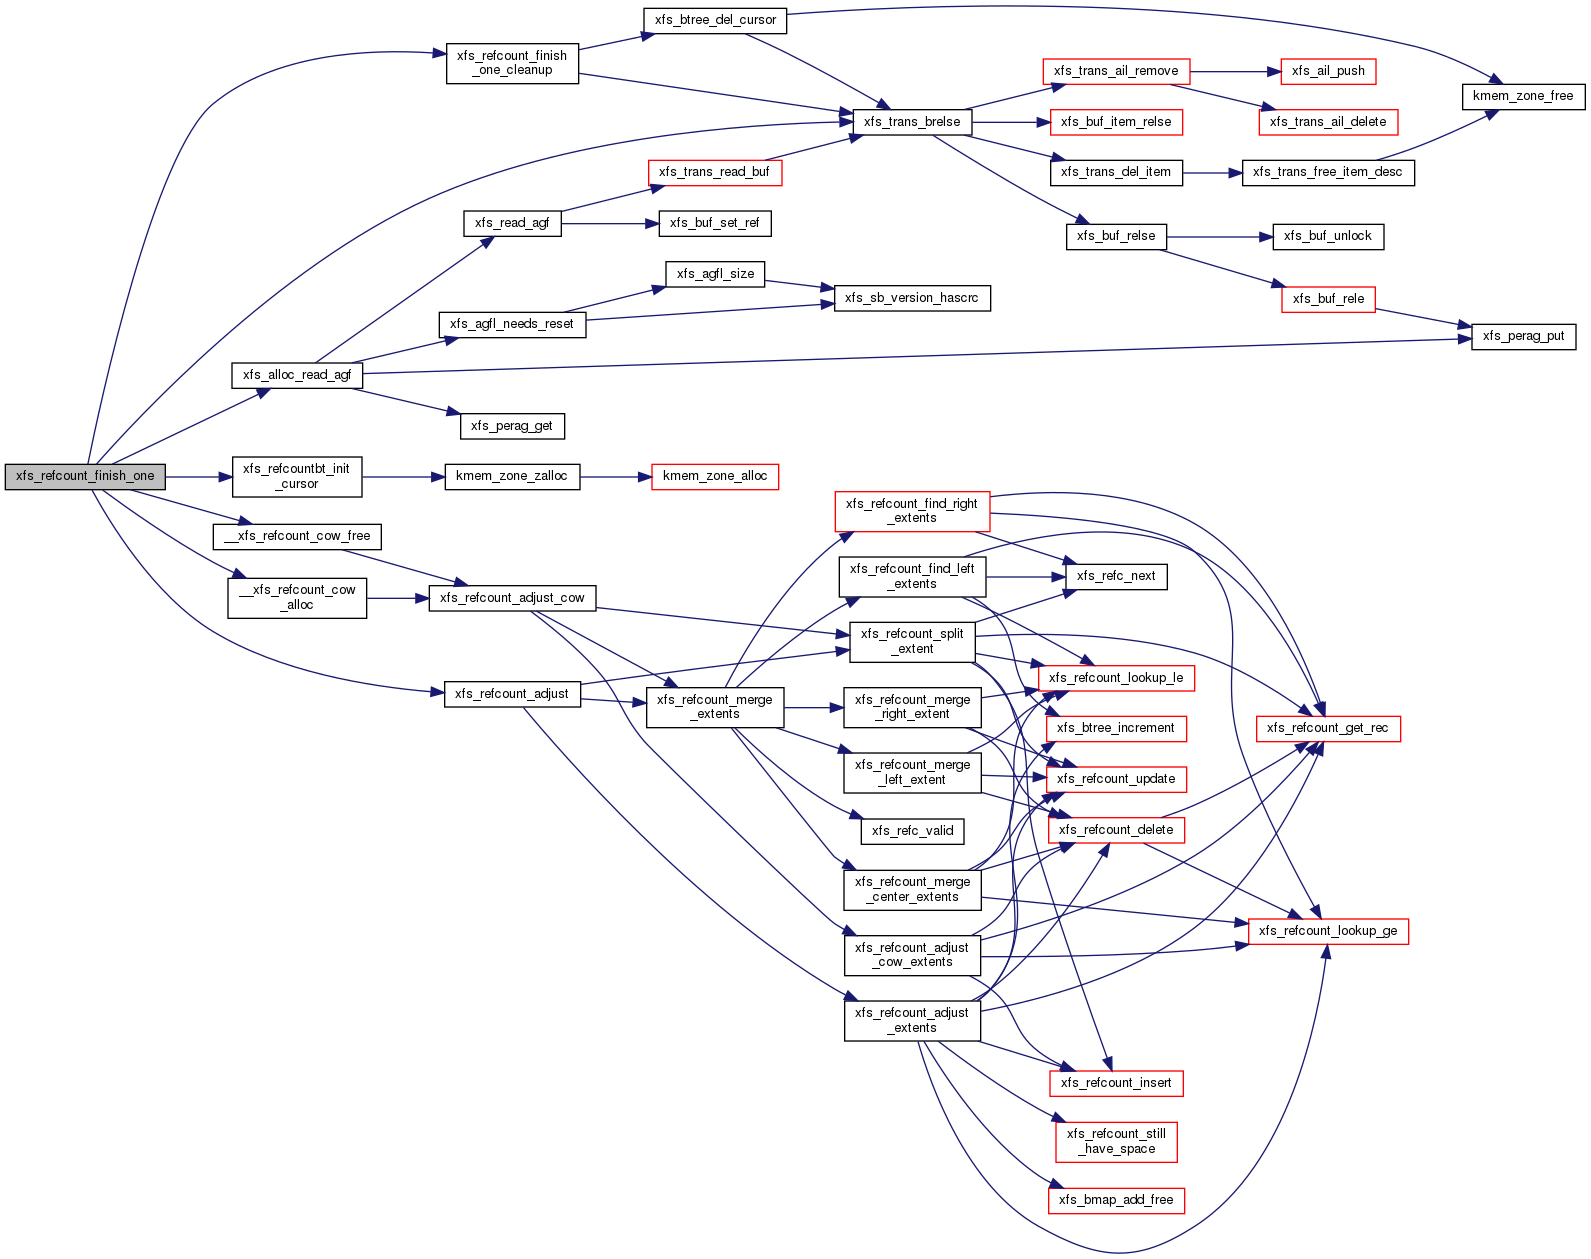 xfs_btree_del_cursor
xfs_refcount_finish
_one_cleanup
xfs_trans_ail_remove
xfs_ail_push
kmem_zone_free
xfs_trans_brelse
xfs_buf_item_relse
xfs_trans_ail_delete
xfs_trans_read_buf
xfs_trans_del_item
xfs_trans_free_item_desc
xfs_read_agf
xfs_buf_set_ref
xfs_buf_relse
xfs_buf_unlock
xfs_agfl_size
xfs_sb_version_hascrc
xfs_buf_rele
xfs_agfl_needs_reset
xfs_perag_put
xfs_alloc_read_agf
xfs_perag_get
xfs_refcount_finish_one
xfs_refcountbt_init
_cursor
kmem_zone_zalloc
kmem_zone_alloc
xfs_refcount_find_right
_extents
__xfs_refcount_cow_free
xfs_refcount_find_left
_extents
xfs_refc_next
__xfs_refcount_cow
_alloc
xfs_refcount_adjust_cow
xfs_refcount_split
_extent
xfs_refcount_lookup_le
xfs_refcount_adjust
xfs_refcount_merge
_extents
xfs_refcount_merge
_right_extent
xfs_btree_increment
xfs_refcount_get_rec
xfs_refcount_merge
_left_extent
xfs_refcount_update
xfs_refc_valid
xfs_refcount_delete
xfs_refcount_merge
_center_extents
xfs_refcount_lookup_ge
xfs_refcount_adjust
_cow_extents
xfs_refcount_adjust
_extents
xfs_refcount_insert
xfs_refcount_still
_have_space
xfs_bmap_add_free